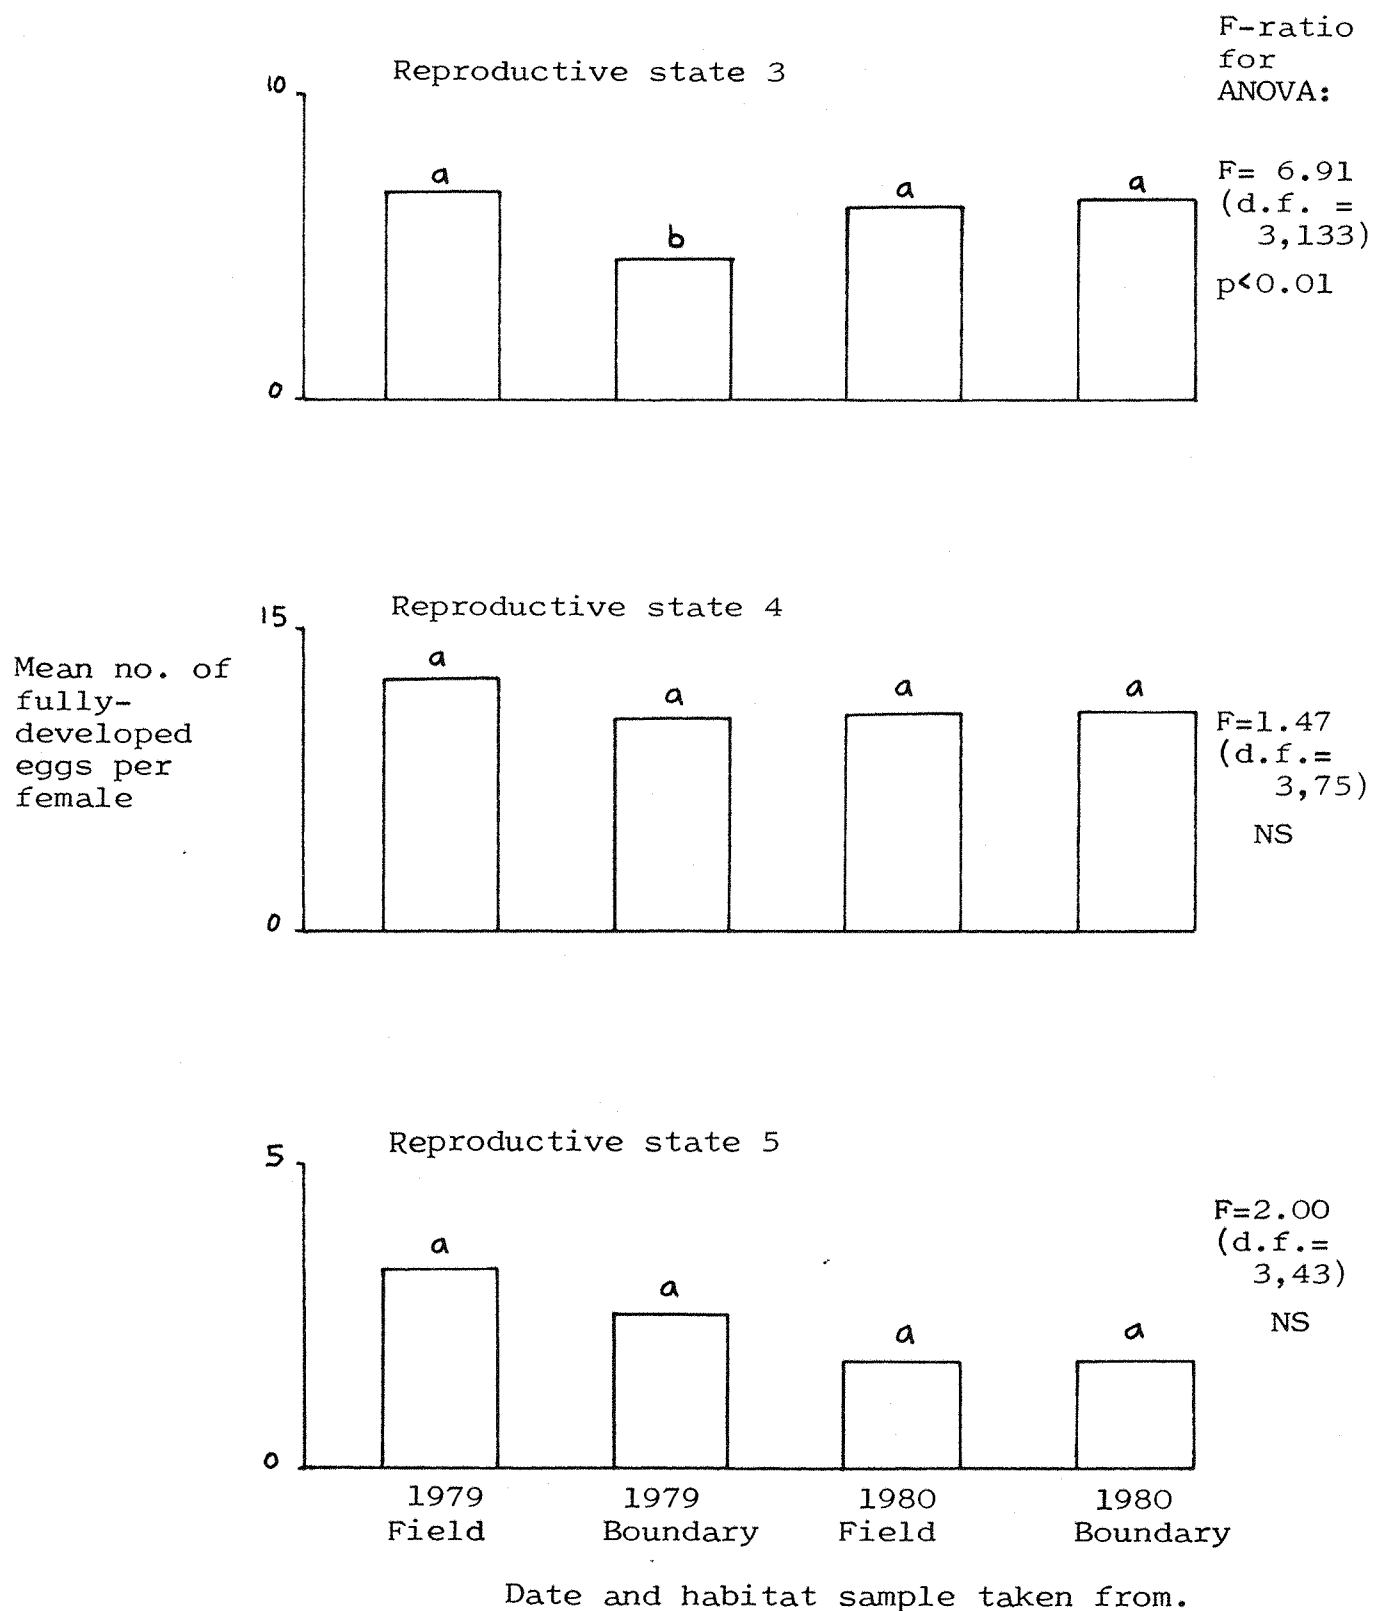 F-ratio
for
ANOVA:
Reproductive state 3
10
a
b
a
a
0
F= 6.91
(d.f. =
3,133)
p<0.01
Reproductive state 4
15
a
a
a
a
0
Mean no. of
fully-
developed
eggs per
female
F=1.47
(d.f.=
3,75)
NS
Reproductive state 5
5
a
a
a
a
0
F=2.00
(d.f.=
3,43)
NS
1979
Field
1979
Boundary
1980
Field
1980
Boundary
Date and habitat sample taken from.